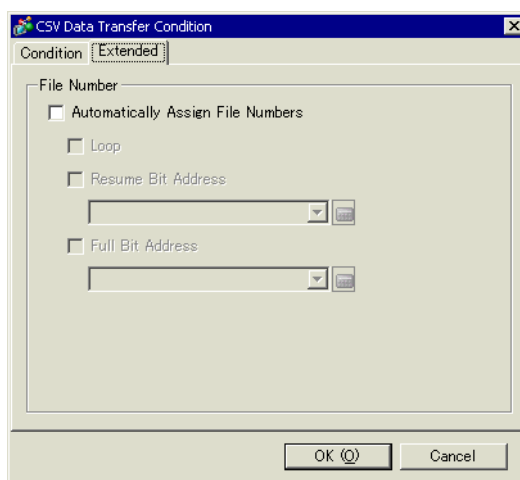 CSV Data Transfer Condition
Condition Extended
File Number
Automatically Assign File Numbers
Loop
Resume Bit Address
Full Bit Address
OK (O) Cancel